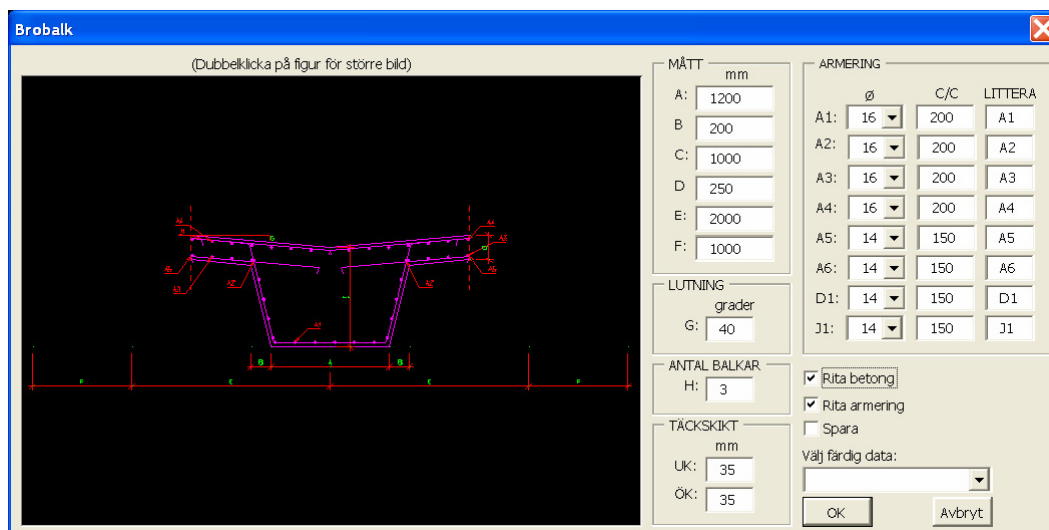 Brobalk
(Dubbelklicka på figur för större bild)
MÅTT
mm
A: 1200
B 200
C: 1000
D 250
E: 2000
F: 1000
LUTNING
grader
G: 40
ANTAL BALKAR
H: 3
TÄCKSKIKT
mm
UK: 35
ÖK: 35
ARMERING
ø C/C LITTERA
A1: 16 200 A1
A2: 16 200 A2
A3: 16 200 A3
A4: 16 200 A4
A5: 14 150 A5
A6: 14 150 A6
D1: 14 150 D1
J1: 14 150 J1
Rita betong
Rita armering
Spara
Välj färdig data:
OK Avbryt
B A B